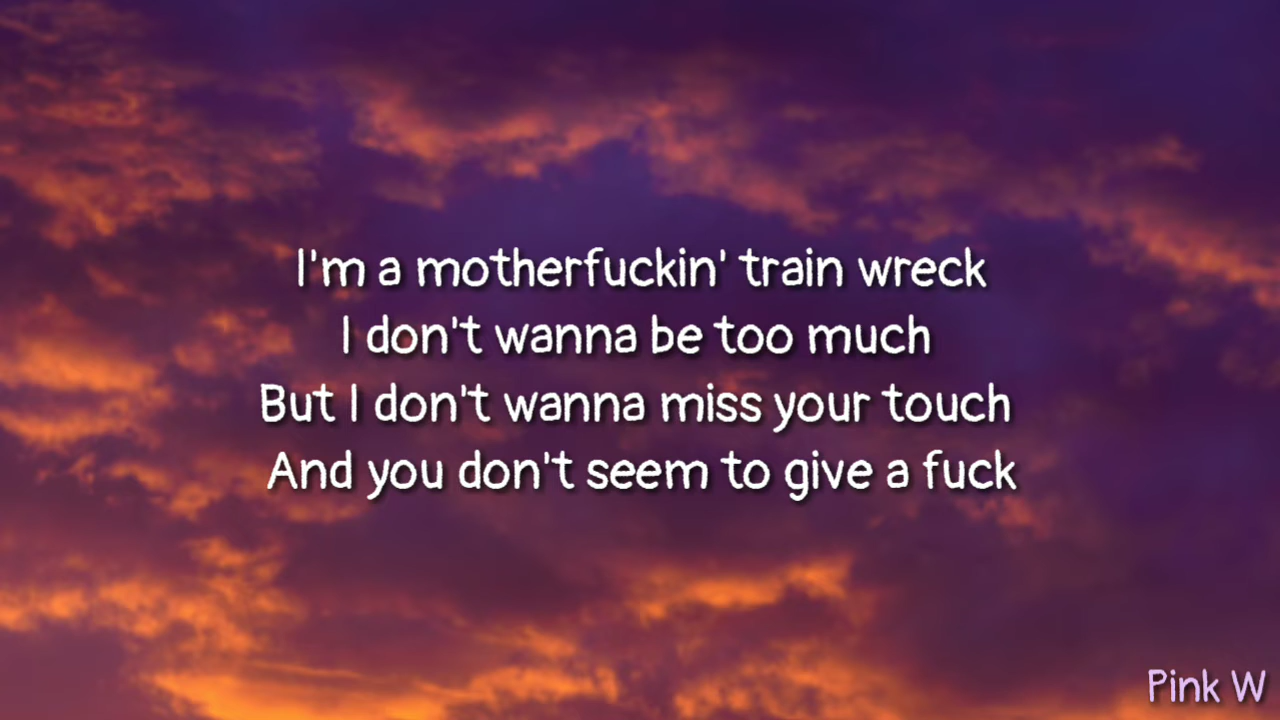 I'm a motherfuckin' train wreck
I don't wanna be too much
But I don't wanna miss your touch
And you don't seem to give a fuck
Pink W